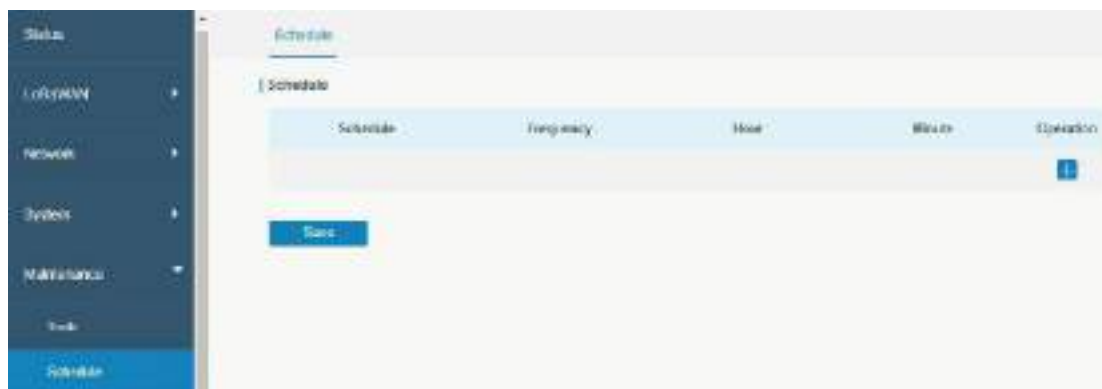 Status
LoRaWAN
Network
System
Maintenance
Tools
Schedule
Schedule
Schedule
Schedule Frequency Hour Minute Operation
Save